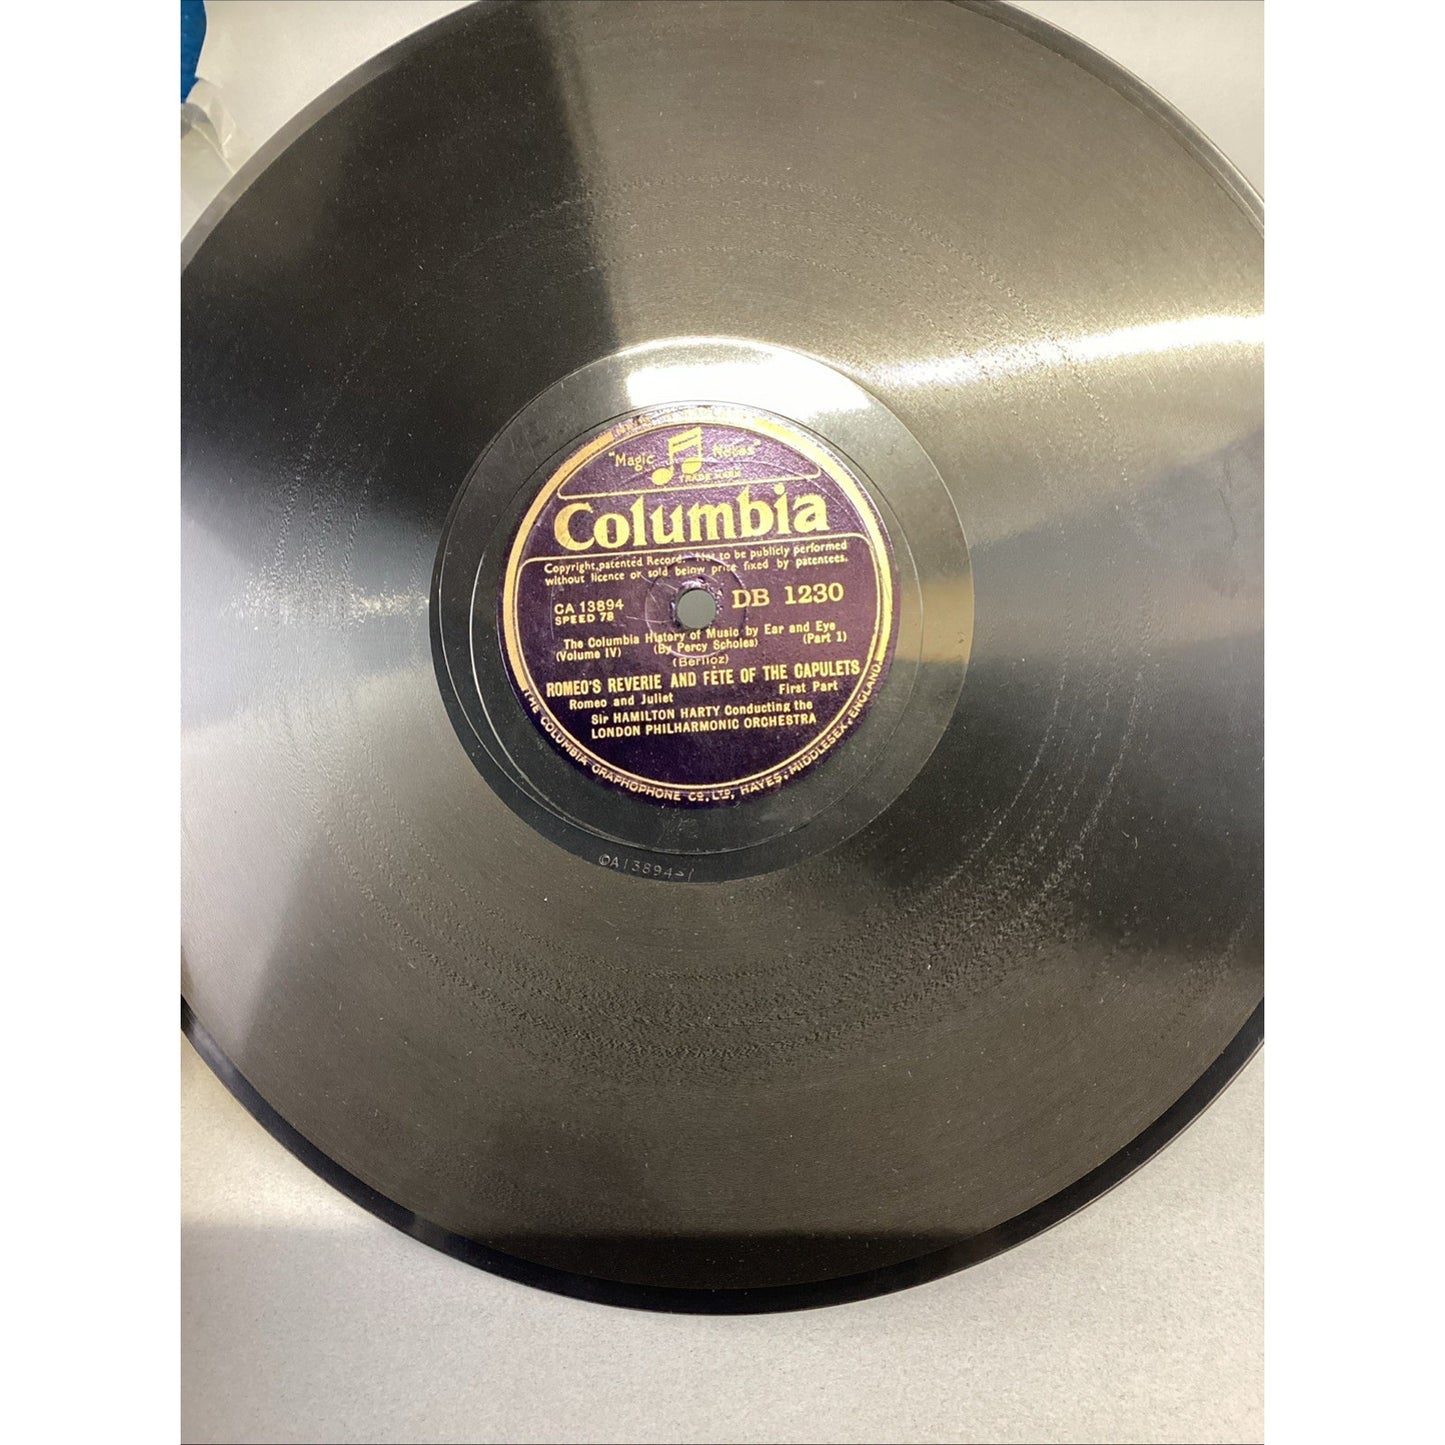 "Magic Notes"
TRADE MARK
Columbia
Copyright, patented Record. Not to be publicly performed
without licence or sold below price fixed by patentees.
CA 13894
SPEED 78
DB 1230
The Columbia History of Music by Ear and Eye
(Volume IV) (By Percy Scholes) (Part 1)
(Berlioz)
ROMEO'S REVERIE AND FÊTE OF THE CAPULETS
Romeo and Juliet First Part
Sir HAMILTON HARTY Conducting the
LONDON PHILHARMONIC ORCHESTRA
THE COLUMBIA GRAPHOPHONE CO. LTD, HAYES, MIDDLESEX, ENGLAND.
CA13894-1